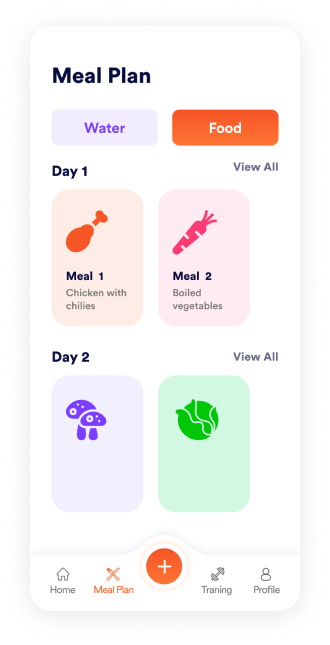 Meal Plan
Water
Food
Day 1
View All
Meal 1
Chicken with
chilies
Meal 2
Boiled
vegetables
Day 2
View All
Home
Meal Plan
Traning
Profile